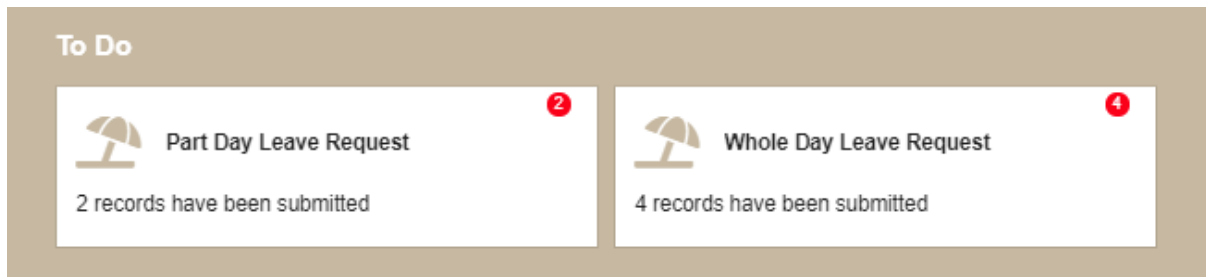 To Do
2
Part Day Leave Request
2 records have been submitted
4
Whole Day Leave Request
4 records have been submitted